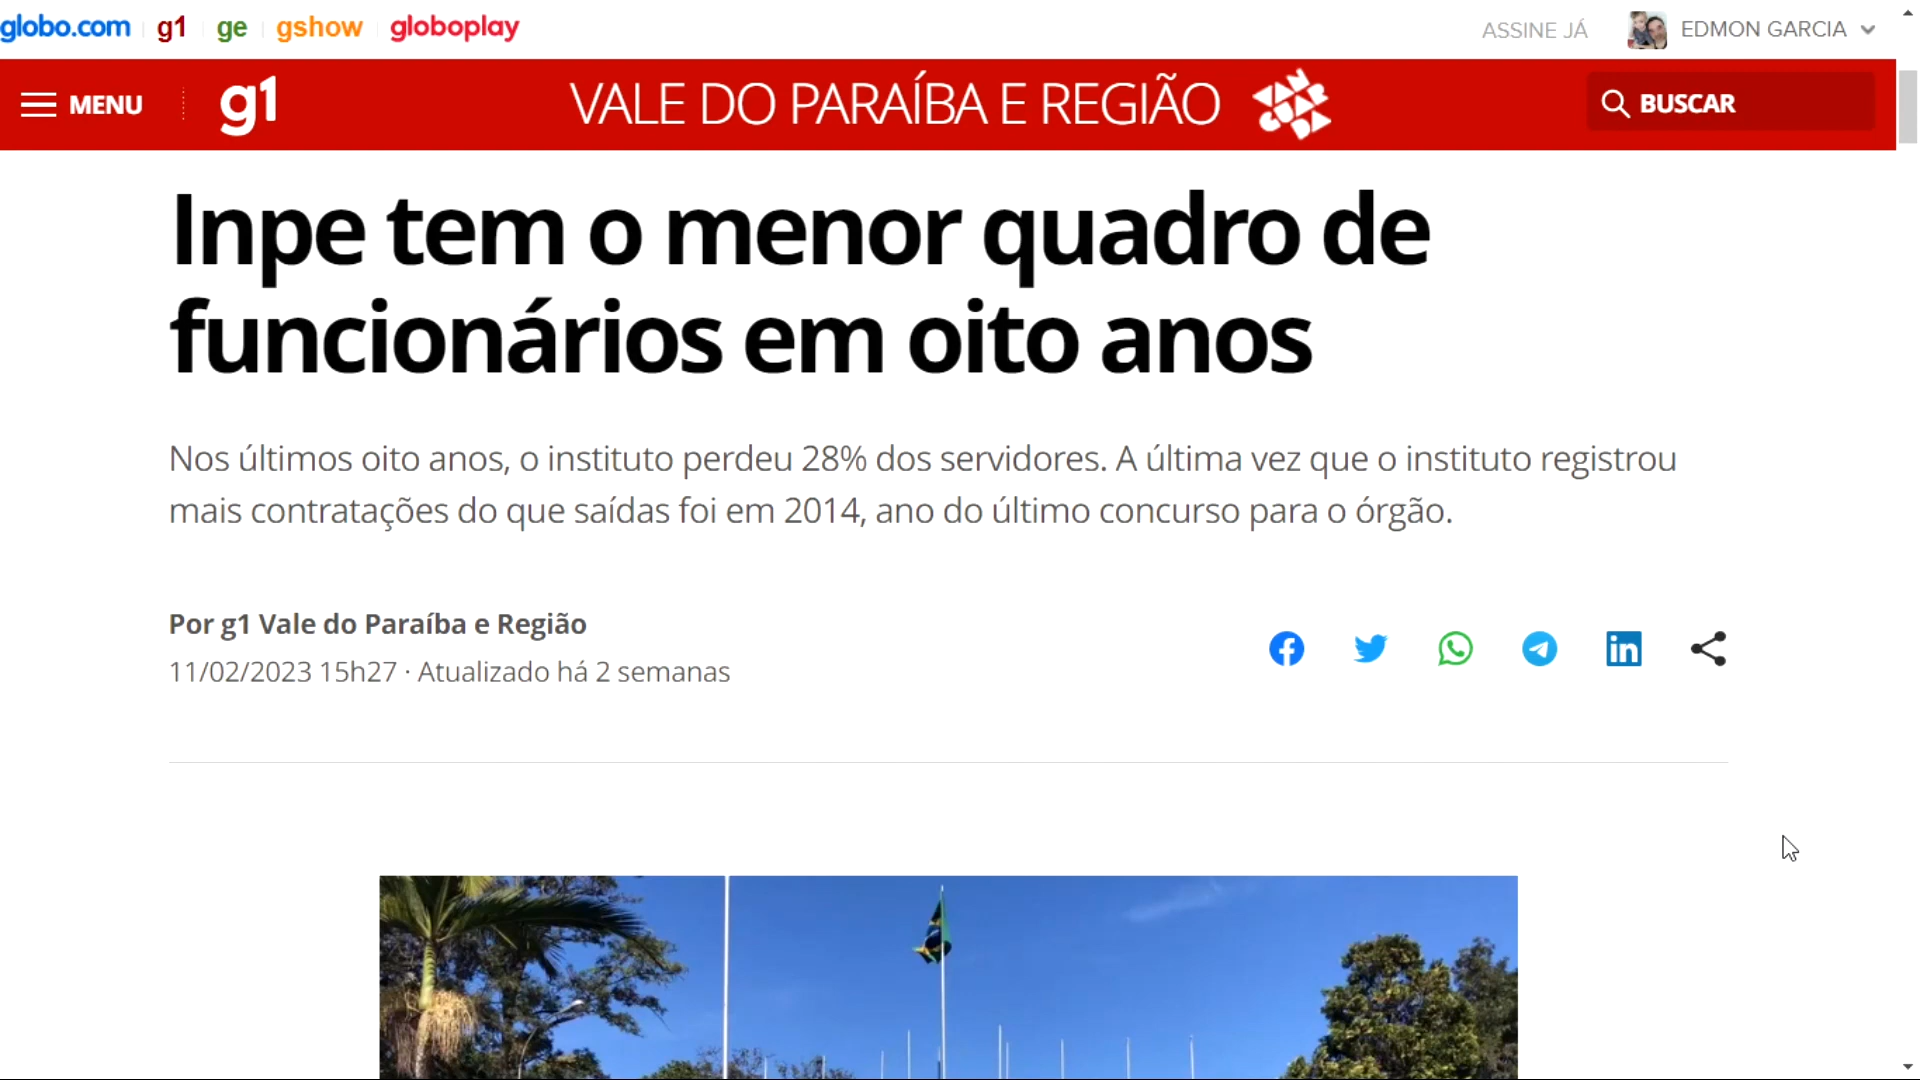 globo.com g1 ge gshow globoplay ASSINE JÁ EDMON GARCIA
MENU g1 VALE DO PARAÍBA E REGIÃO BUSCAR
Inpe tem o menor quadro de
funcionários em oito anos
Nos últimos oito anos, o instituto perdeu 28% dos servidores. A última vez que o instituto registrou
mais contratações do que saídas foi em 2014, ano do último concurso para o órgão.
Por g1 Vale do Paraíba e Região
11/02/2023 15h27 · Atualizado há 2 semanas